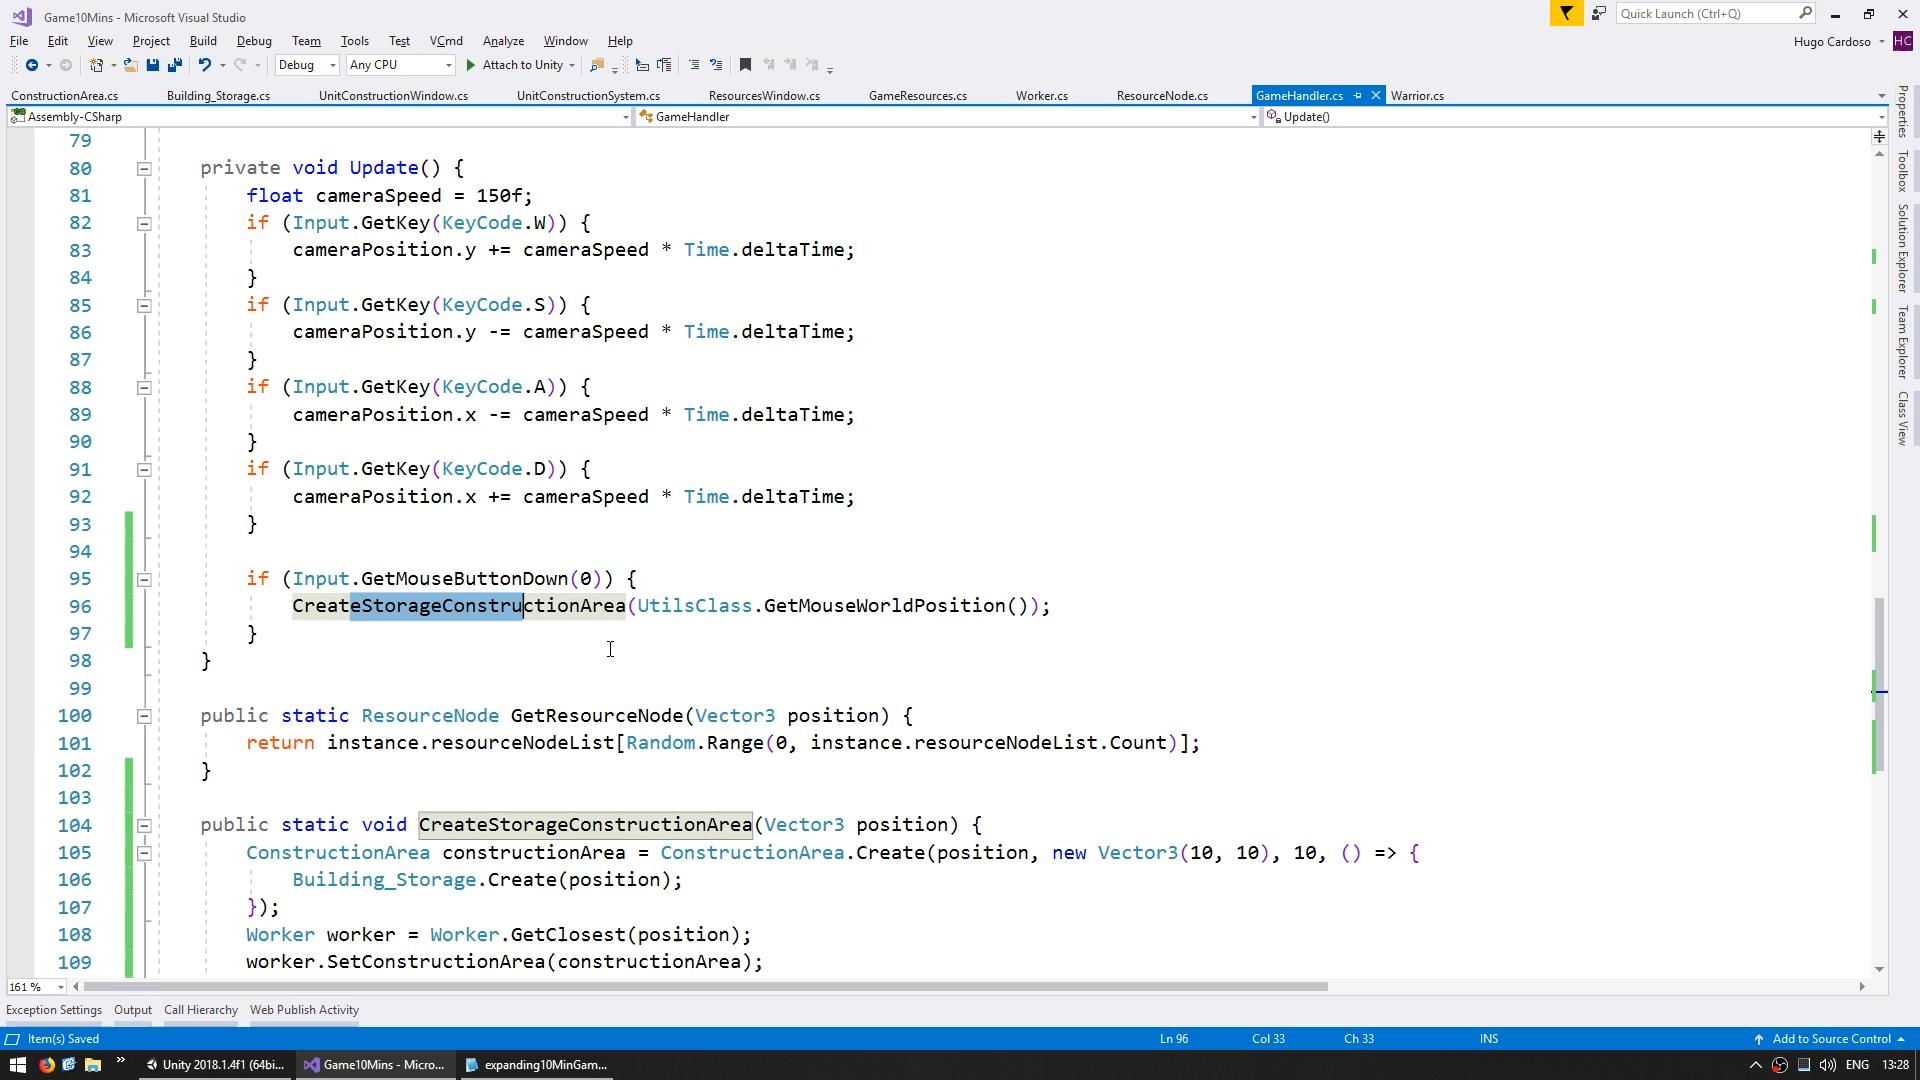 Game10Mins - Microsoft Visual Studio
Quick Launch (Ctrl+Q)
File Edit View Project Build Debug Team Tools Test VCmd Analyze Window Help
Hugo Cardoso HC
Debug Any CPU Attach to Unity
ConstructionArea.cs Building_Storage.cs UnitConstructionWindow.cs UnitConstructionSystem.cs ResourcesWindow.cs GameResources.cs Worker.cs ResourceNode.cs GameHandler.cs Warrior.cs
Assembly-CSharp GameHandler Update()
79
80 private void Update() {
81 float cameraSpeed = 150f;
82 if (Input.GetKey(KeyCode.W)) {
83 cameraPosition.y += cameraSpeed * Time.deltaTime;
84 }
85 if (Input.GetKey(KeyCode.S)) {
86 cameraPosition.y -= cameraSpeed * Time.deltaTime;
87 }
88 if (Input.GetKey(KeyCode.A)) {
89 cameraPosition.x -= cameraSpeed * Time.deltaTime;
90 }
91 if (Input.GetKey(KeyCode.D)) {
92 cameraPosition.x += cameraSpeed * Time.deltaTime;
93 }
94
95 if (Input.GetMouseButtonDown(0)) {
96 CreateStorageConstructionArea(UtilsClass.GetMouseWorldPosition());
97 }
98 }
99
100 public static ResourceNode GetResourceNode(Vector3 position) {
101 return instance.resourceNodeList[Random.Range(0, instance.resourceNodeList.Count)];
102 }
103
104 public static void CreateStorageConstructionArea(Vector3 position) {
105 ConstructionArea constructionArea = ConstructionArea.Create(position, new Vector3(10, 10), 10, () => {
106 Building_Storage.Create(position);
107 });
108 Worker worker = Worker.GetClosest(position);
109 worker.SetConstructionArea(constructionArea);
Properties
Toolbox
Solution Explorer
Team Explorer
Class View
161 %
Exception Settings Output Call Hierarchy Web Publish Activity
Item(s) Saved Ln 96 Col 33 Ch 33 INS Add to Source Control
Unity 2018.1.4f1 (64bi... Game10Mins - Micro... expanding10MinGam... ENG 13:28